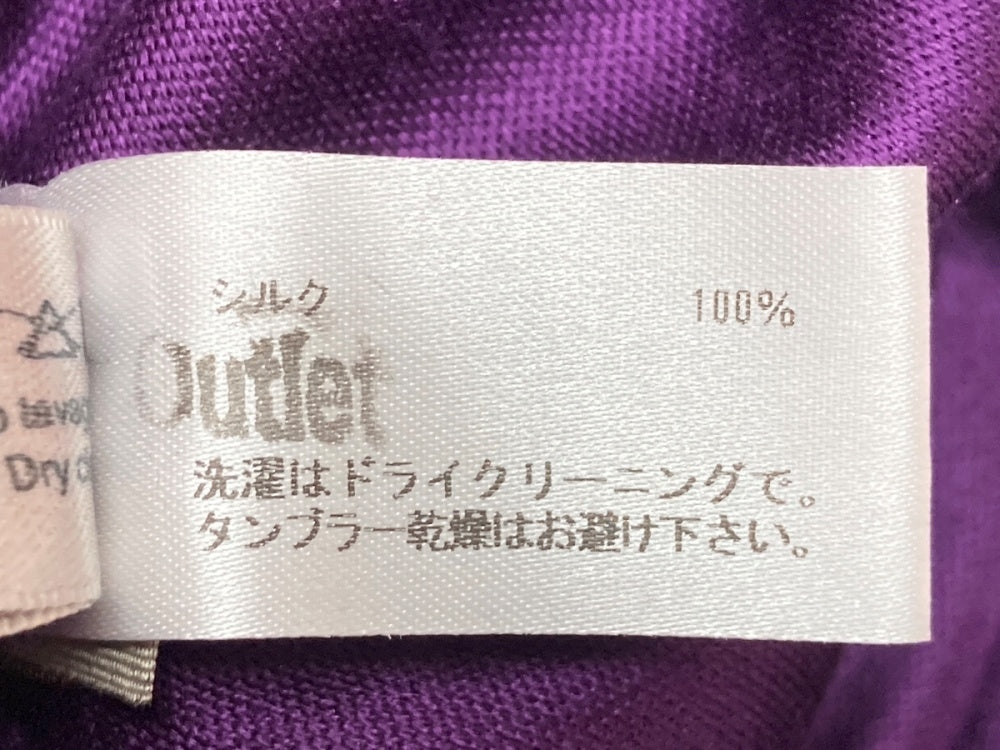 シルク 100%
Outlet
洗濯はドライクリーニングで。
タンブラー乾燥はお避け下さい。
Dry